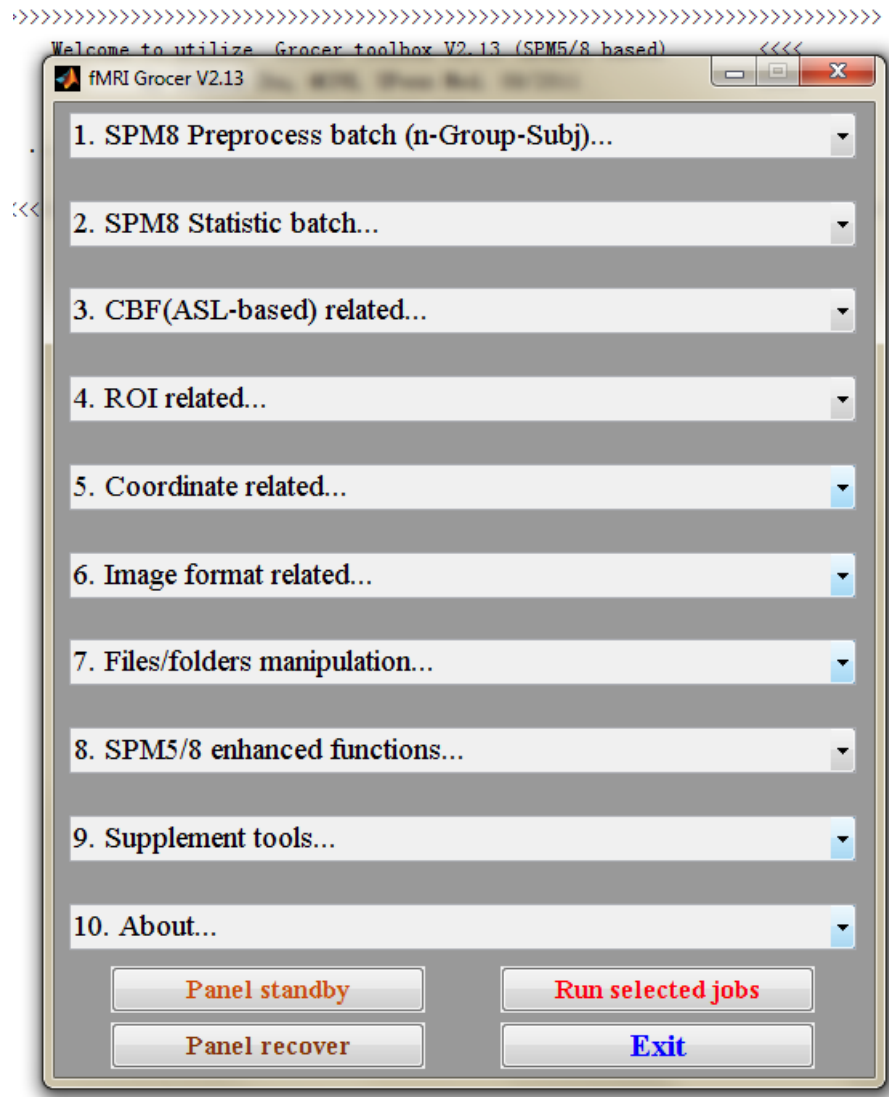 >>>>>>>>>>>>>>>>>>>>>>>>>>>>>>>>>>>>>>>>>>>>>>>>>>>>>>>>>>>>>>>>>>>>
Welcome to utilize Grocer toolbox V2.13 (SPM5/8 based) <<<<
fMRI Grocer V2.13
1. SPM8 Preprocess batch (n-Group-Subj)...
.
2. SPM8 Statistic batch...
<<<
3. CBF(ASL-based) related...
4. ROI related...
5. Coordinate related...
6. Image format related...
7. Files/folders manipulation...
8. SPM5/8 enhanced functions...
9. Supplement tools...
10. About...
Panel standby Run selected jobs
Panel recover Exit